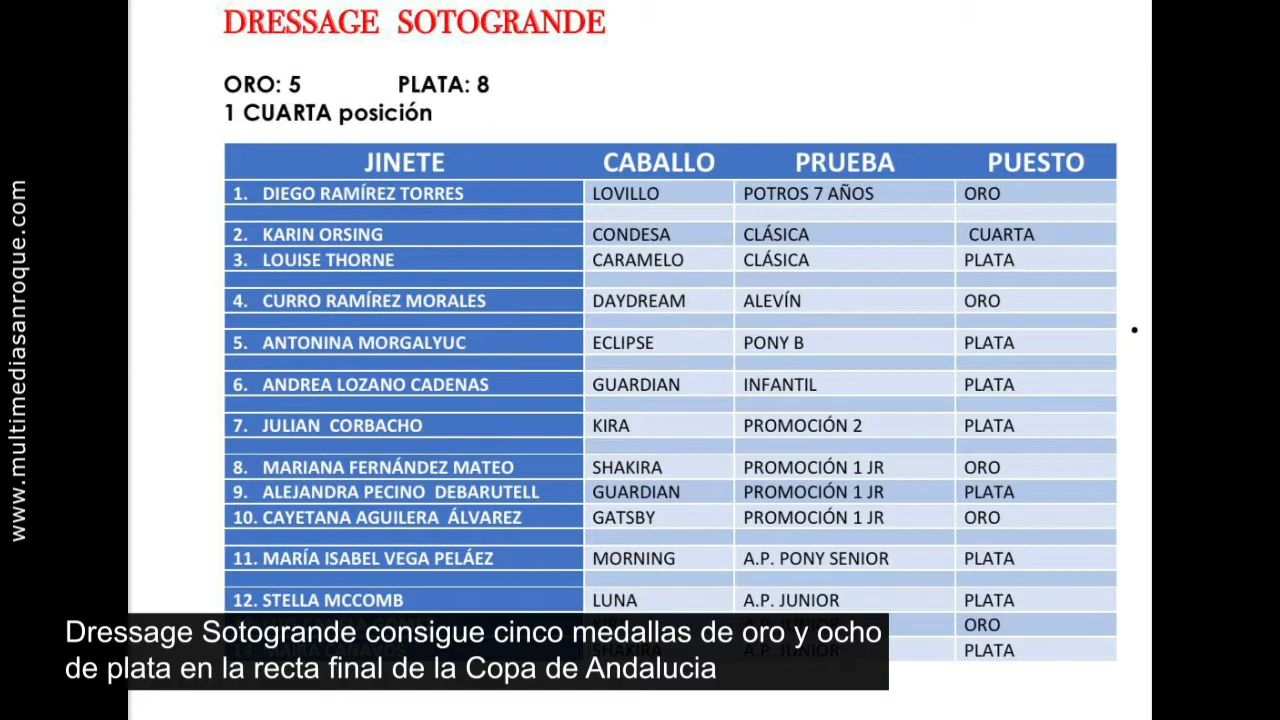 DRESSAGE SOTOGRANDE
ORO: 5 PLATA: 8
1 CUARTA posición
JINETE CABALLO PRUEBA PUESTO
1. DIEGO RAMÍREZ TORRES LOVILLO POTROS 7 AÑOS ORO
2. KARIN ORSING CONDESA CLÁSICA CUARTA
3. LOUISE THORNE CARAMELO CLÁSICA PLATA
4. CURRO RAMÍREZ MORALES DAYDREAM ALEVÍN ORO
5. ANTONINA MORGALYUC ECLIPSE PONY B PLATA
6. ANDREA LOZANO CADENAS GUARDIAN INFANTIL PLATA
7. JULIAN CORBACHO KIRA PROMOCIÓN 2 PLATA
8. MARIANA FERNÁNDEZ MATEO SHAKIRA PROMOCIÓN 1 JR ORO
9. ALEJANDRA PECINO DEBARUTELL GUARDIAN PROMOCIÓN 1 JR PLATA
10. CAYETANA AGUILERA ÁLVAREZ GATSBY PROMOCIÓN 1 JR ORO
11. MARÍA ISABEL VEGA PELÁEZ MORNING A.P. PONY SENIOR PLATA
12. STELLA MCCOMB LUNA A.P. JUNIOR PLATA
A.P. JUNIOR ORO
SHAKIRA A.P JUNIOR PLATA
Dressage Sotogrande consigue cinco medallas de oro y ocho
de plata en la recta final de la Copa de Andalucia
www.multimediasanroque.com